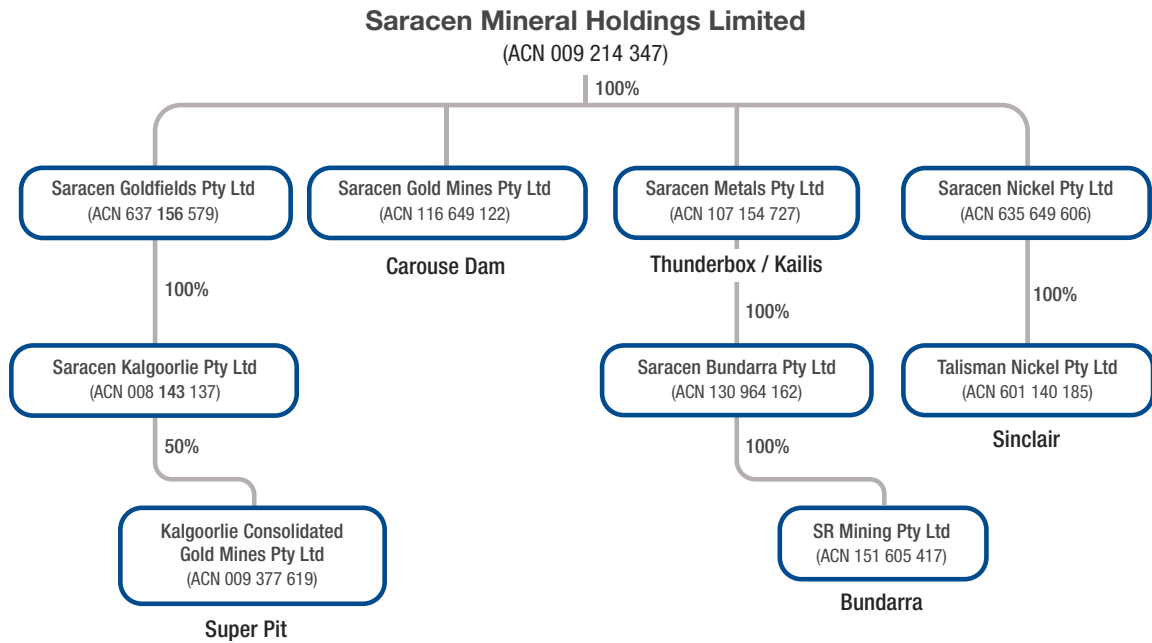 Saracen Mineral Holdings Limited
(ACN 009 214 347)
100%
Saracen Goldfields Pty Ltd
(ACN 637 156 579)
Saracen Gold Mines Pty Ltd
(ACN 116 649 122)
Saracen Metals Pty Ltd
(ACN 107 154 727)
Saracen Nickel Pty Ltd
(ACN 635 649 606)
Carouse Dam
Thunderbox / Kailis
100%
100%
100%
Saracen Kalgoorlie Pty Ltd
(ACN 008 143 137)
Saracen Bundarra Pty Ltd
(ACN 130 964 162)
Talisman Nickel Pty Ltd
(ACN 601 140 185)
Sinclair
50%
100%
Kalgoorlie Consolidated
Gold Mines Pty Ltd
(ACN 009 377 619)
SR Mining Pty Ltd
(ACN 151 605 417)
Bundarra
Super Pit